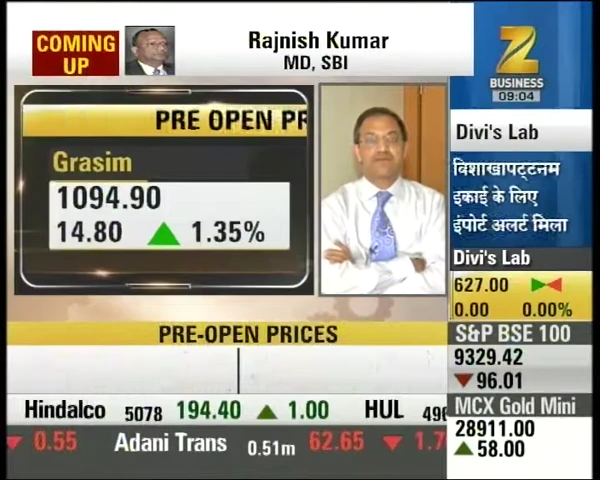 COMING
UP
Rajnish Kumar
MD, SBI
Z
BUSINESS
09:04
PRE OPEN PR
Grasim
1094.90
14.80 ▲ 1.35%
Divi's Lab
विशाखापट्टनम
इकाई के लिए
इंपोर्ट अलर्ट मिला
Divi's Lab
627.00
0.00 0.00%
S&P BSE 100
9329.42
▼ 96.01
MCX Gold Mini
28911.00
▲ 58.00
PRE-OPEN PRICES
Hindalco 5078 194.40 ▲ 1.00 HUL 496
▼ 0.55 Adani Trans 0.51m 62.65 ▼ 1.7